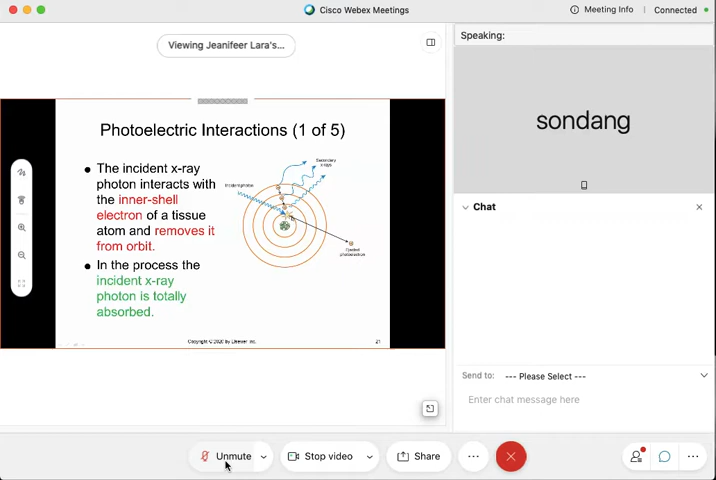 Cisco Webex Meetings
Meeting Info
Connected
Viewing Jeanifeer Lara's...
Speaking:
sondang
Photoelectric Interactions (1 of 5)
The incident x-ray
photon interacts with
the inner-shell
electron of a tissue
atom and removes it
from orbit.
In the process the
incident x-ray
photon is totally
absorbed.
Secondary
x-rays
Incident photon
Ejected
photoelectron
Copyright © 2020 by Elsevier Inc.
21
Chat
Send to: --- Please Select ---
Enter chat message here
Unmute
Stop video
Share